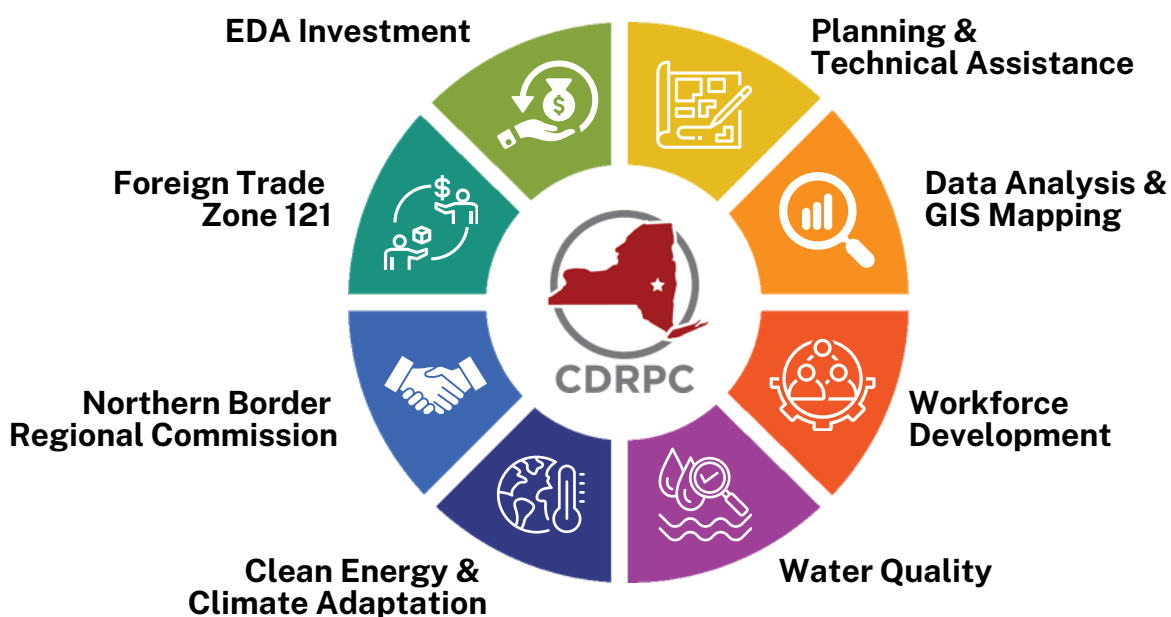 EDA Investment
Planning &
Technical Assistance
Foreign Trade
Zone 121
$
$
Data Analysis &
GIS Mapping
CDRPC
Northern Border
Regional Commission
Workforce
Development
Clean Energy &
Climate Adaptation
Water Quality